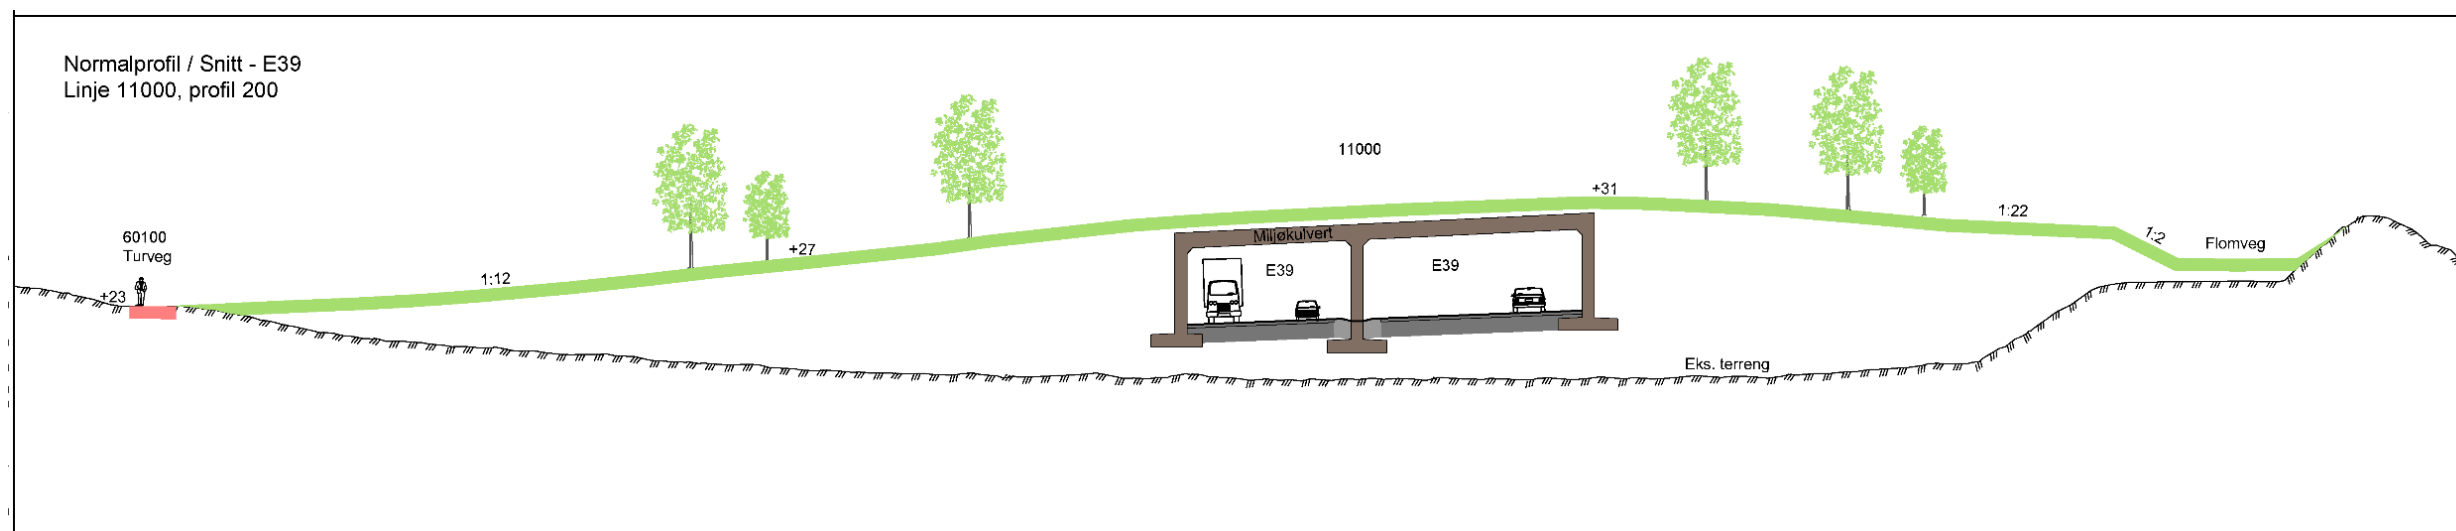 Normalprofil / Snitt - E39
Linje 11000, profil 200
11000
+31
1:22
1:2
Flomveg
60100
Turveg
+23
1:12
+27
Miljøkulvert
E39
E39
Eks. terreng